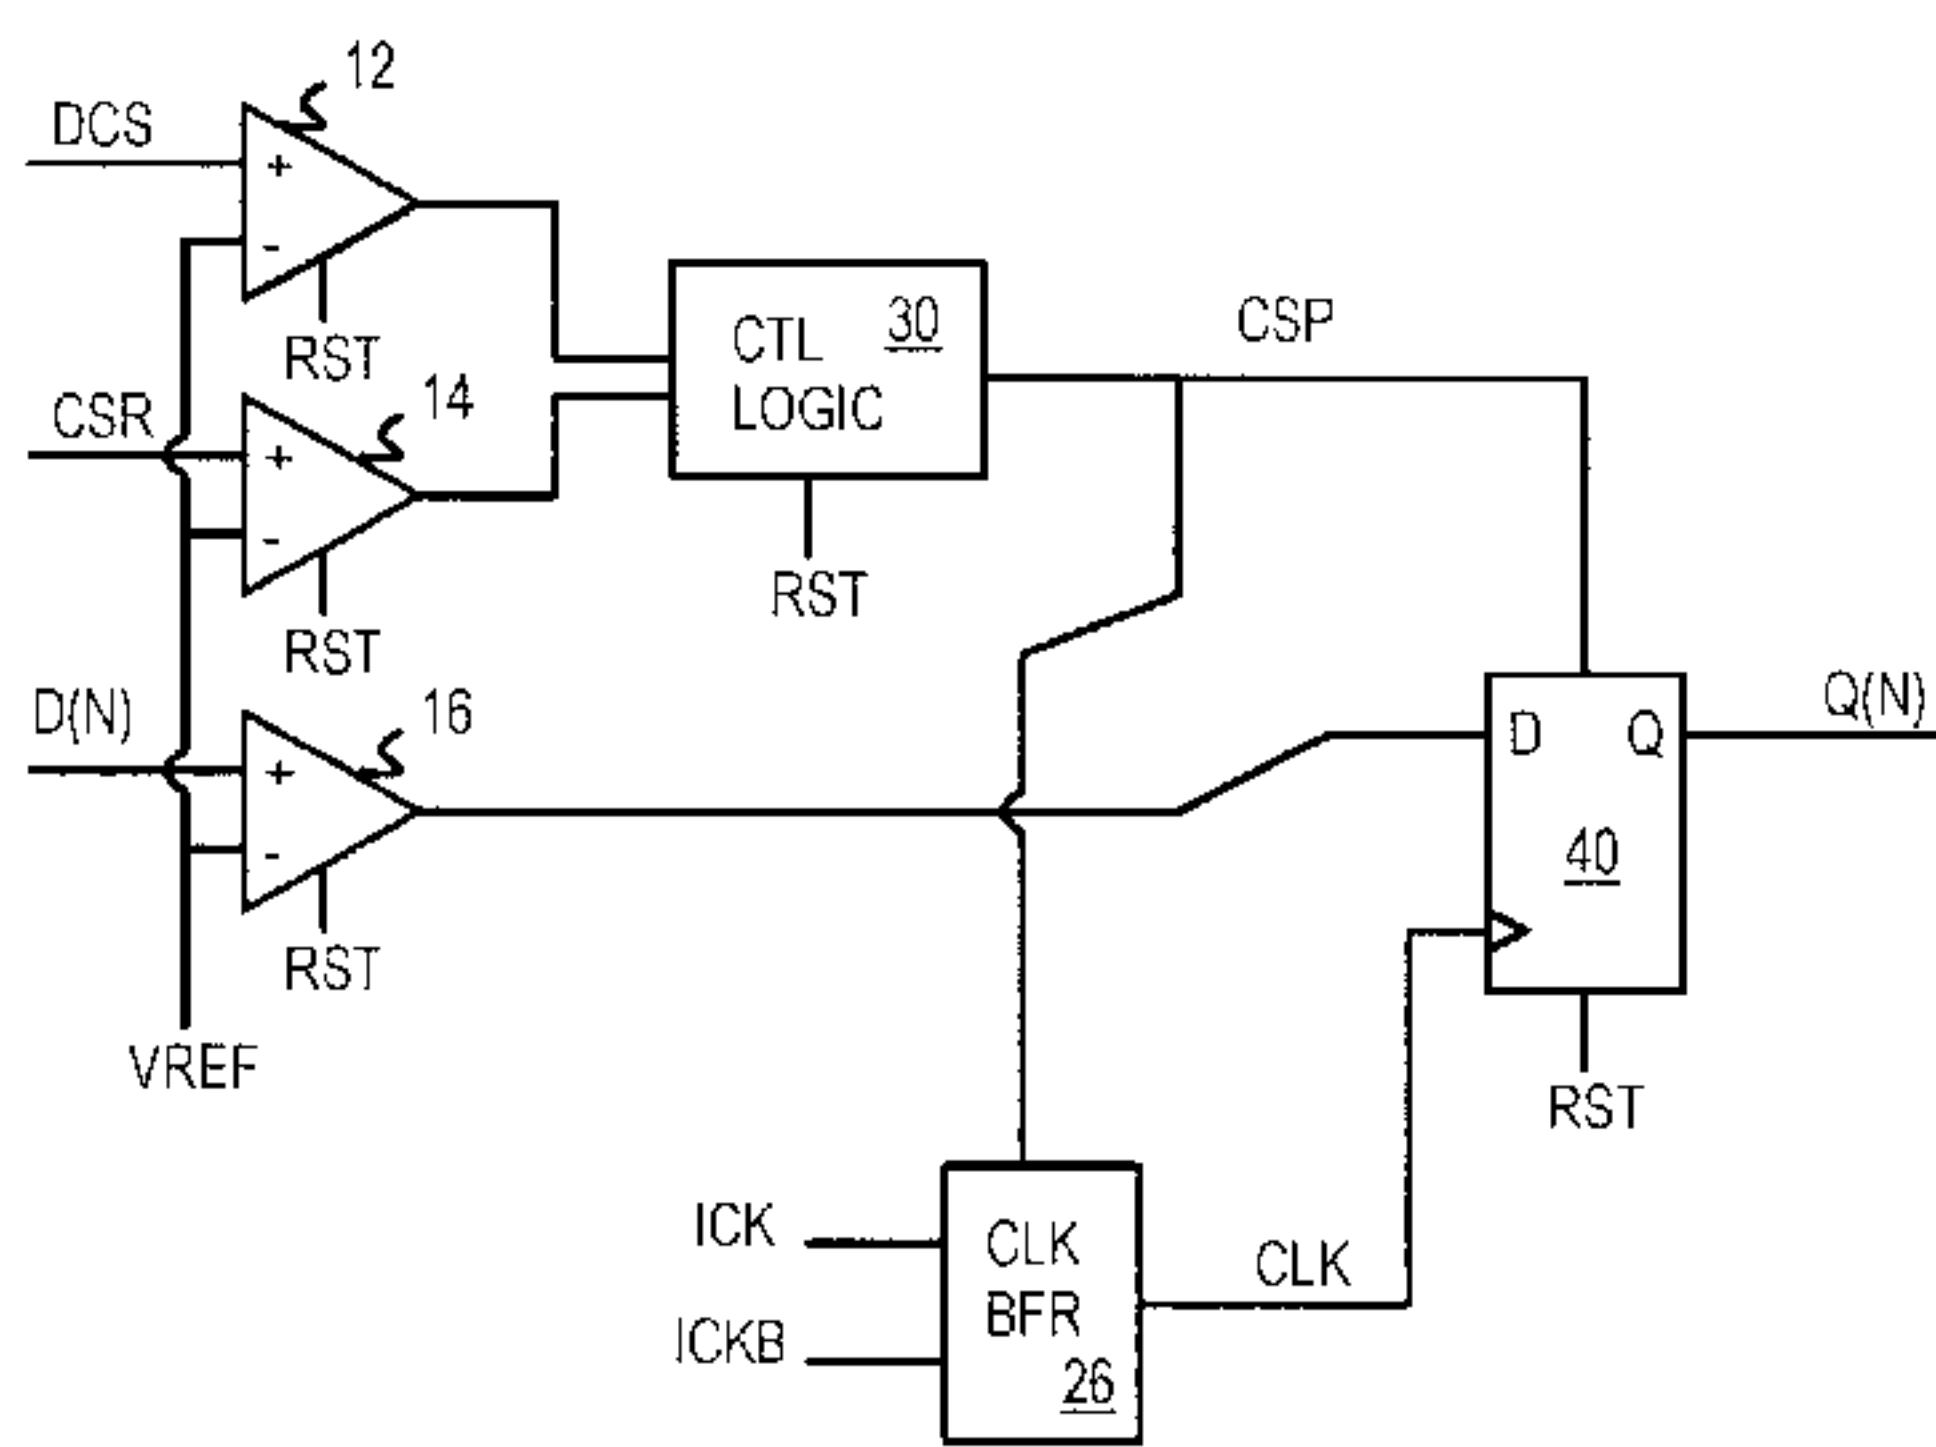 12
DCS
+
-
RST
CTL
LOGIC
30
CSP
CSR
14
+
-
RST
RST
D(N)
16
+
-
RST
VREF
D
Q
Q(N)
40
RST
ICK
ICKB
CLK
BFR
26
CLK